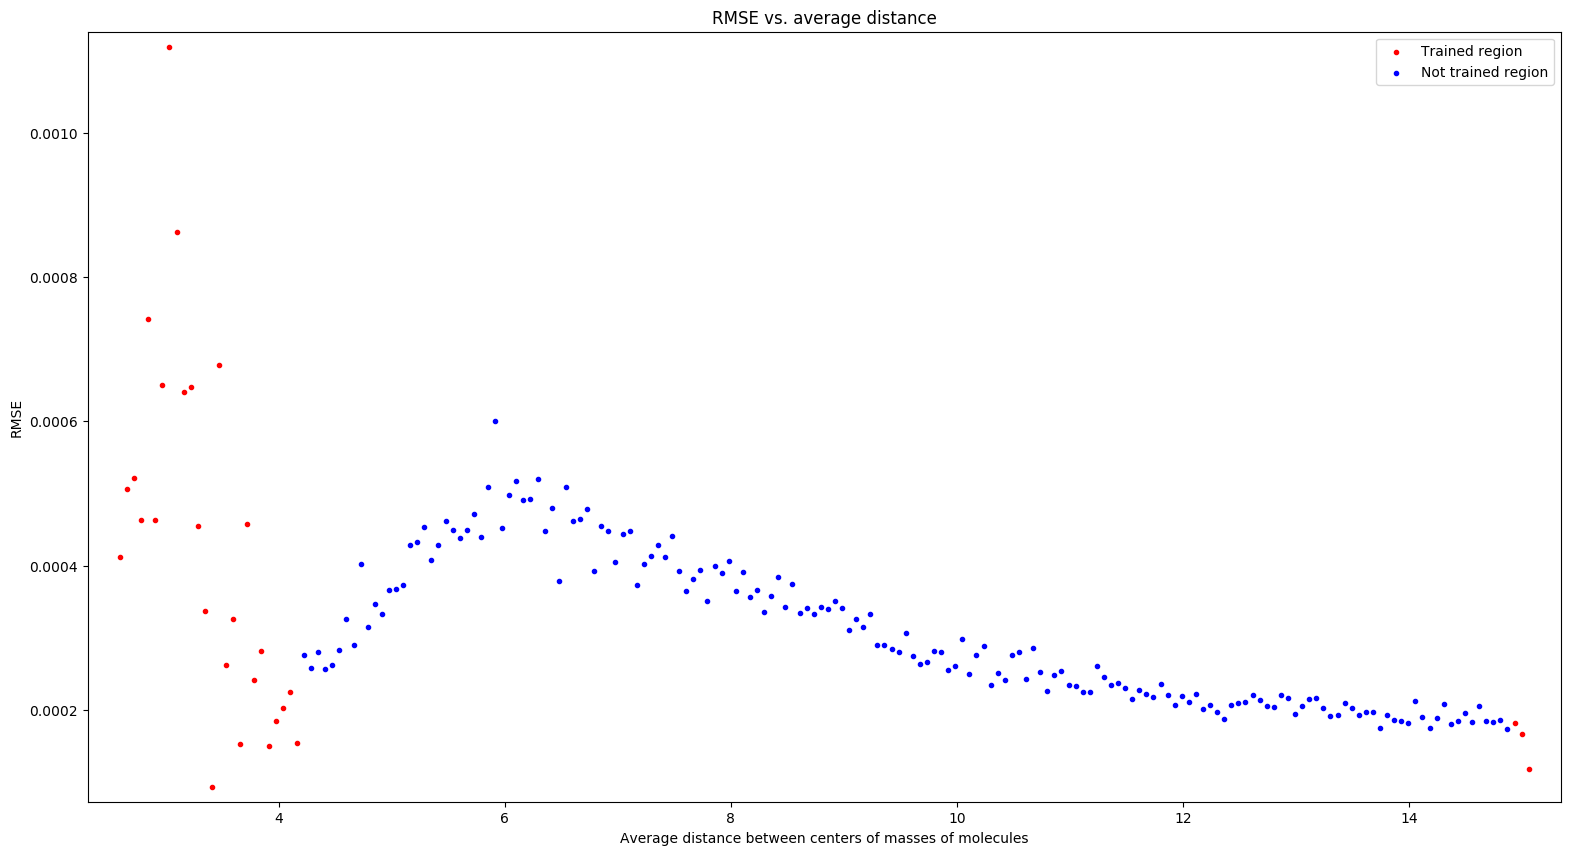 RMSE vs. average distance
Trained region
Not trained region
0.0010
0.0008
0.0006
0.0004
0.0002
RMSE
4 6 8 10 12 14
Average distance between centers of masses of molecules